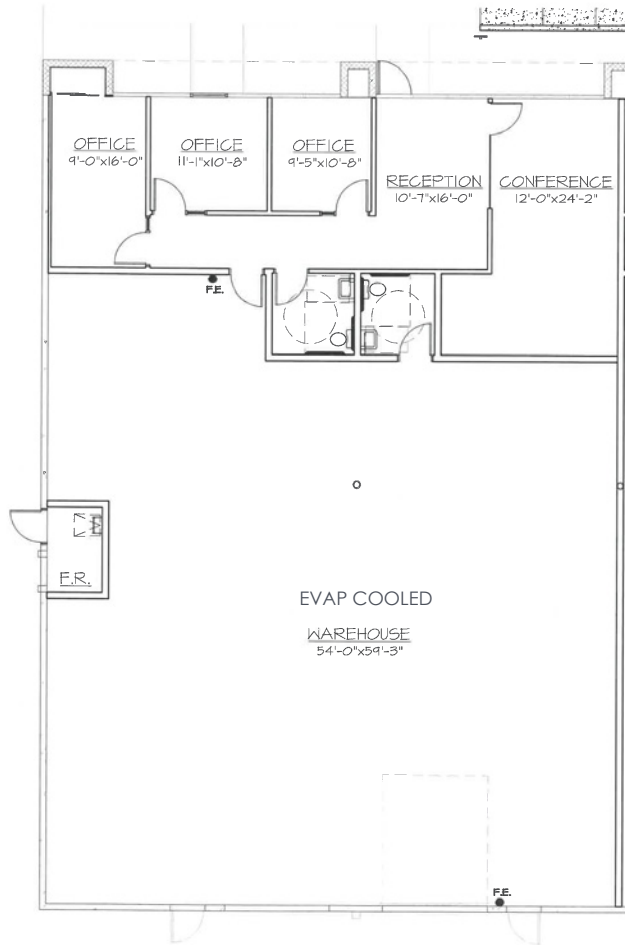 OFFICE
9'-0"x16'-0"
OFFICE
11'-1"x10'-8"
OFFICE
9'-5"x10'-8"
RECEPTION
10'-7"x16'-0"
CONFERENCE
12'-0"x24'-2"
F.E.
F.R.
EVAP COOLED
WAREHOUSE
54'-0"x59'-3"
F.E.